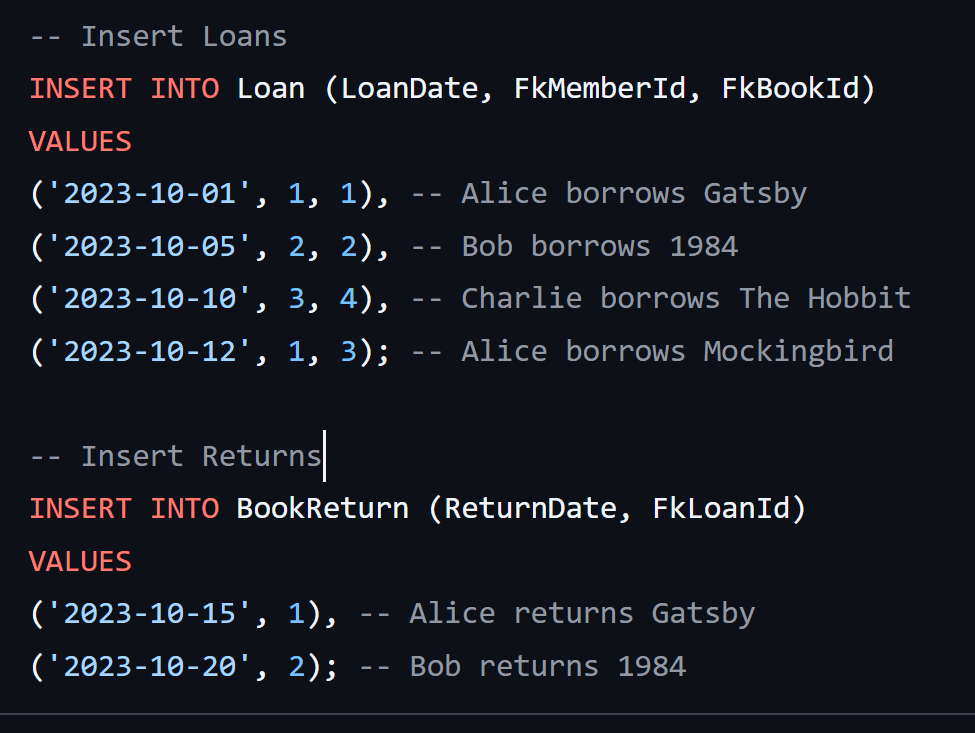 -- Insert Loans
INSERT INTO Loan (LoanDate, FkMemberId, FkBookId)
VALUES
('2023-10-01', 1, 1), -- Alice borrows Gatsby
('2023-10-05', 2, 2), -- Bob borrows 1984
('2023-10-10', 3, 4), -- Charlie borrows The Hobbit
('2023-10-12', 1, 3); -- Alice borrows Mockingbird
-- Insert Returns
INSERT INTO BookReturn (ReturnDate, FkLoanId)
VALUES
('2023-10-15', 1), -- Alice returns Gatsby
('2023-10-20', 2); -- Bob returns 1984